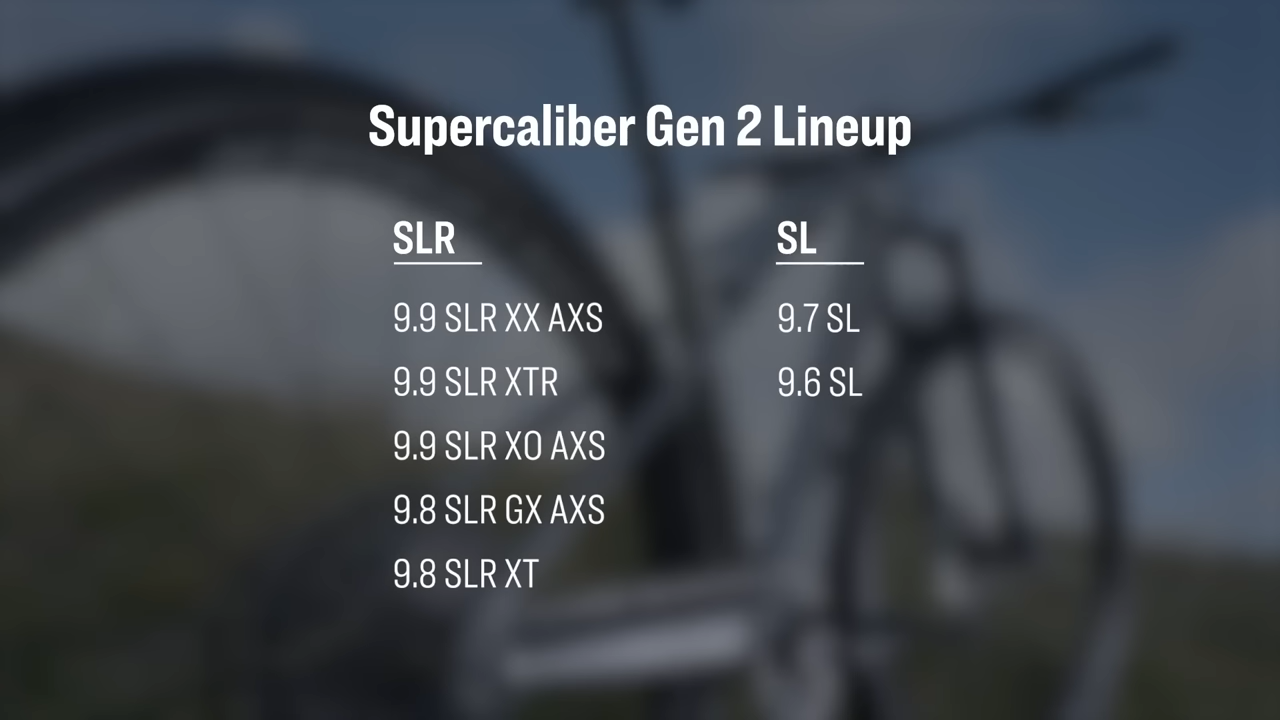 Supercaliber Gen 2 Lineup
SLR
9.9 SLR XX AXS
9.9 SLR XTR
9.9 SLR XO AXS
9.8 SLR GX AXS
9.8 SLR XT
SL
9.7 SL
9.6 SL